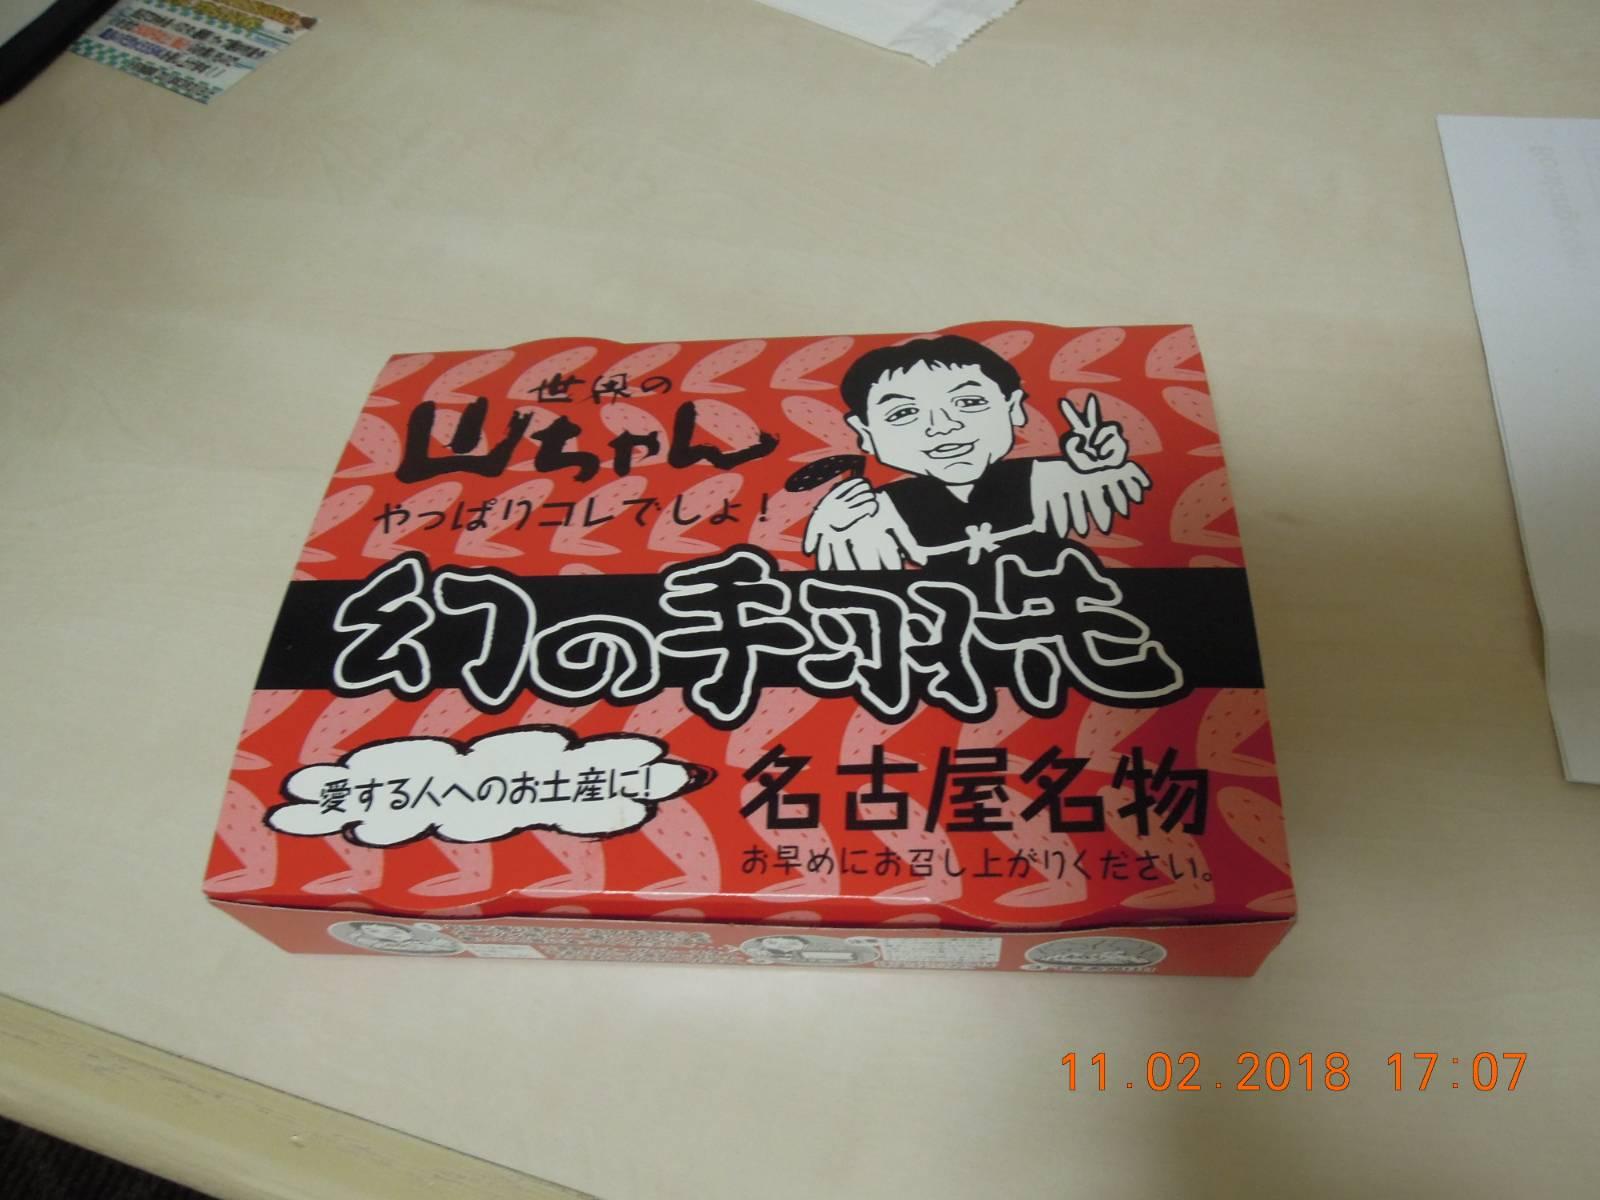 世界の
山ちゃん
やっぱりコレでしょ！
幻の手羽先
愛する人へのお土産に！
名古屋名物
お早めにお召し上がりください。
11.02.2018 17:07